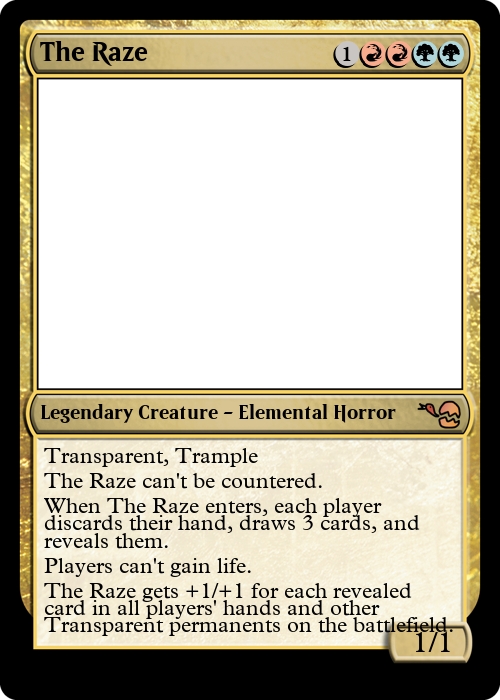 The Raze 1
Legendary Creature – Elemental Horror
Transparent, Trample
The Raze can't be countered.
When The Raze enters, each player
discards their hand, draws 3 cards, and
reveals them.
Players can't gain life.
The Raze gets +1/+1 for each revealed
card in all players' hands and other
Transparent permanents on the battlefield.
1/1